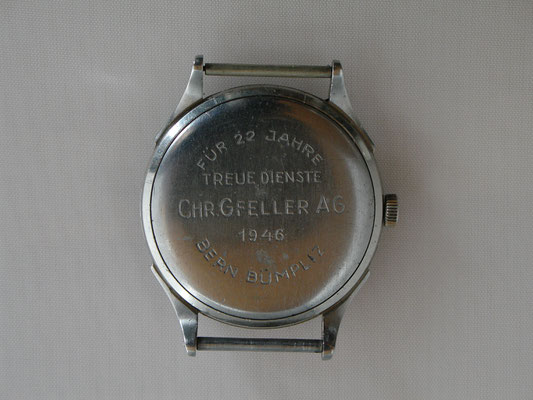 FÜR 22 JAHRE
TREUE DIENSTE
CHR. GFELLER AG.
1946
BERN BÜMPLIZ